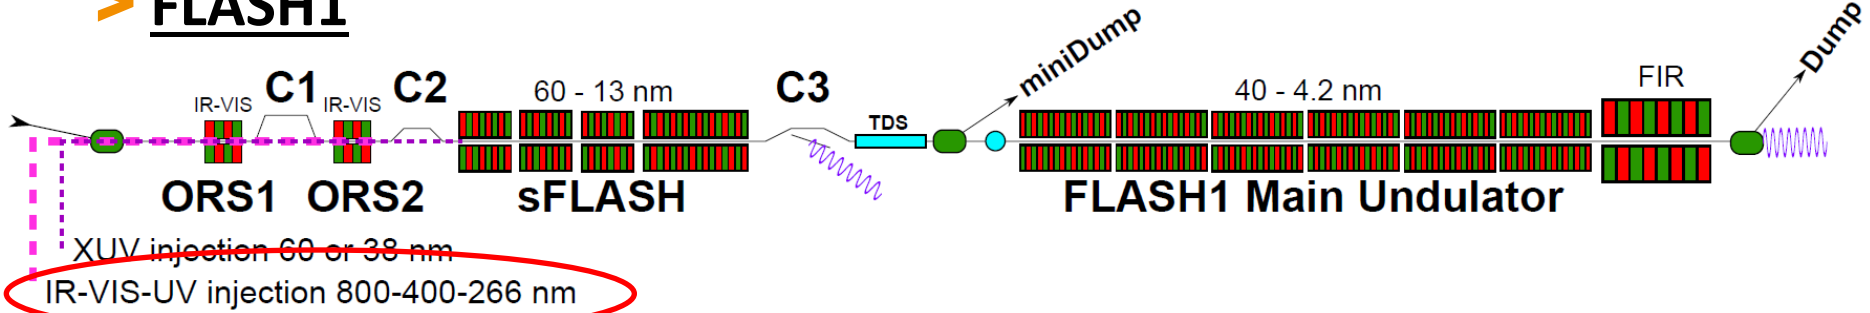 > FLASH1
IR-VIS C1 IR-VIS C2 60 - 13 nm C3 TDS miniDump 40 - 4.2 nm FIR Dump
ORS1 ORS2 sFLASH FLASH1 Main Undulator
XUV injection 60 or 38 nm
IR-VIS-UV injection 800-400-266 nm